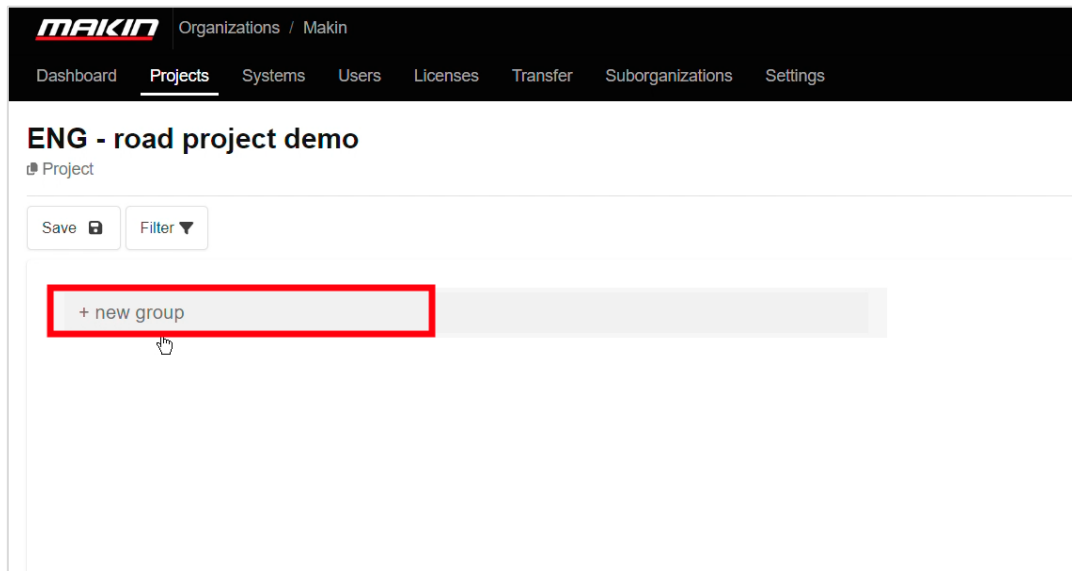 MAKIN Organizations / Makin
Dashboard Projects Systems Users Licenses Transfer Suborganizations Settings
ENG - road project demo
Project
Save Filter
+ new group